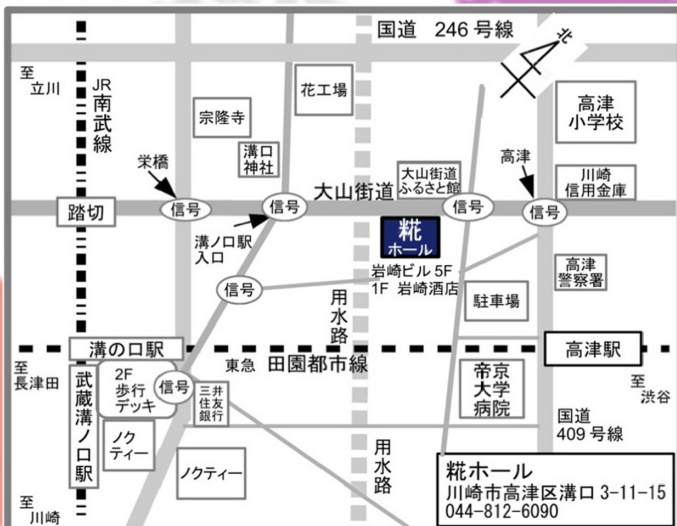 国道 246号線
北
至
立川
JR
南武線
宗隆寺
花工場
高津
小学校
溝口
神社
栄橋
大山街道
大山街道
ふるさと館
高津
川崎
信用金庫
踏切
信号
信号
信号
信号
溝ノ口駅
入口
糀
ホール
岩崎ビル 5F
1F 岩崎酒店
信号
用水路
駐車場
高津
警察署
溝の口駅
東急 田園都市線
高津駅
至
長津田
武蔵溝ノ口駅
2F
歩行
デッキ
信号
三井
住友
銀行
帝京
大学
病院
至
渋谷
国道
409号線
ノク
ティー
ノクティー
用水路
至
川崎
糀ホール
川崎市高津区溝口 3-11-15
044-812-6090